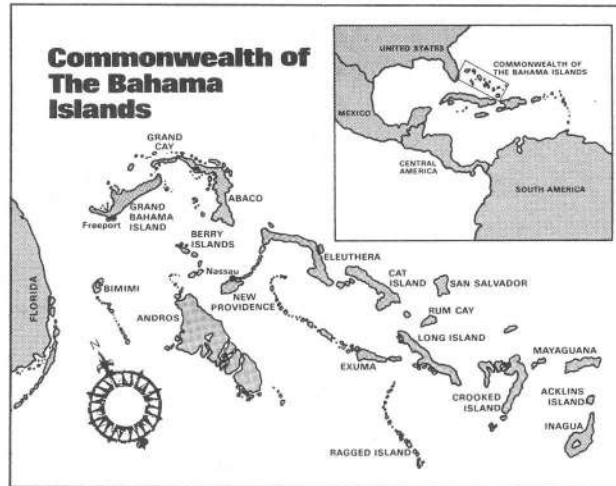 Commonwealth of
The Bahama
Islands
UNITED STATES
COMMONWEALTH OF
THE BAHAMA ISLANDS
MEXICO
CENTRAL
AMERICA
SOUTH AMERICA
GRAND
CAY
ABACO
GRAND
BAHAMA
ISLAND
Freeport
BERRY
ISLANDS
Nassau
NEW
PROVIDENCE
ELEUTHERA
CAT
ISLAND
SAN SALVADOR
FLORIDA
BIMIMI
ANDROS
RUM CAY
LONG ISLAND
EXUMA
MAYAGUANA
CROOKED
ISLAND
ACKLINS
ISLAND
INAGUA
RAGGED ISLAND
N